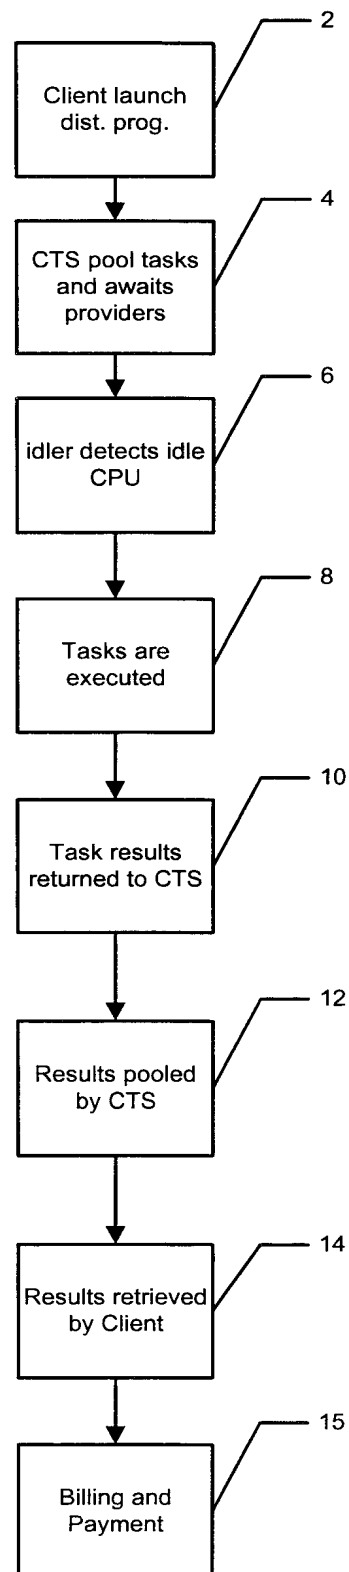 2
Client launch
dist. prog.
4
CTS pool tasks
and awaits
providers
6
idler detects idle
CPU
8
Tasks are
executed
10
Task results
returned to CTS
12
Results pooled
by CTS
14
Results retrieved
by Client
15
Billing and
Payment